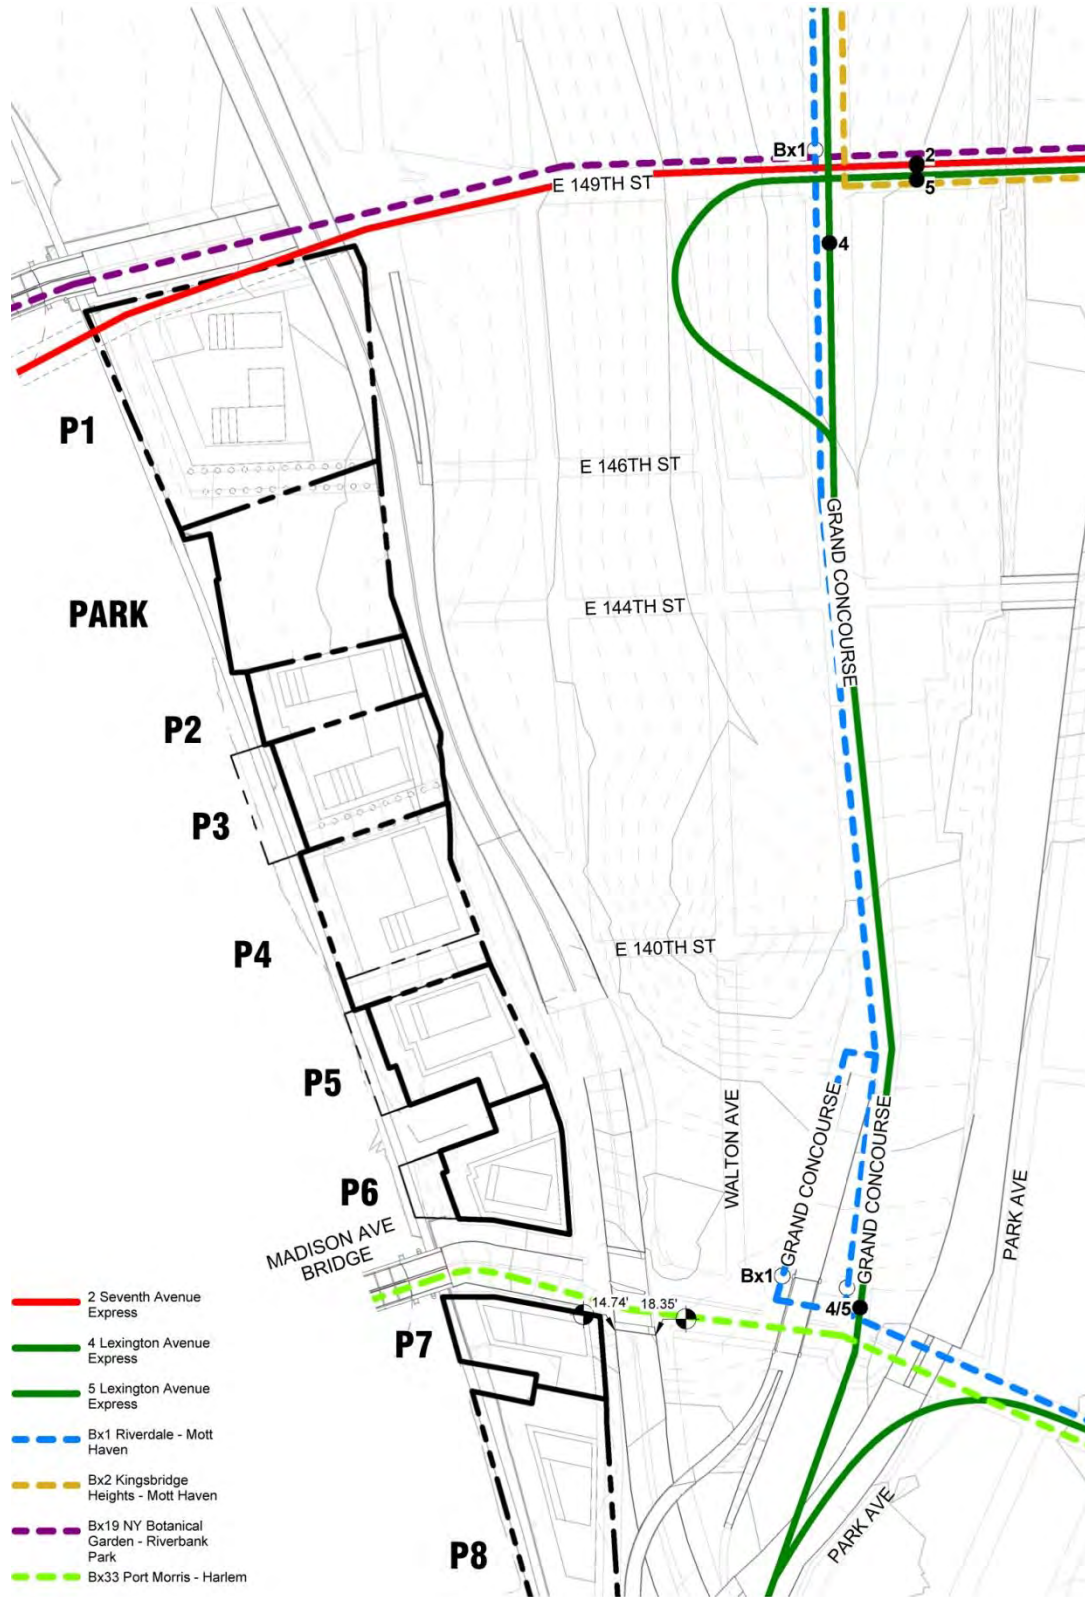 Bx1
2
E 149TH ST
5
4
P1
E 146TH ST
GRAND CONCOURSE
PARK
E 144TH ST
P2
P3
P4
E 140TH ST
P5
WALTON AVE
GRAND CONCOURSE
GRAND CONCOURSE
PARK AVE
P6
MADISON AVE
BRIDGE
Bx1
14.74'
18.35'
4/5
P7
PARK AVE
P8
2 Seventh Avenue
Express
4 Lexington Avenue
Express
5 Lexington Avenue
Express
Bx1 Riverdale - Mott
Haven
Bx2 Kingsbridge
Heights - Mott Haven
Bx19 NY Botanical
Garden - Riverbank
Park
Bx33 Port Morris - Harlem